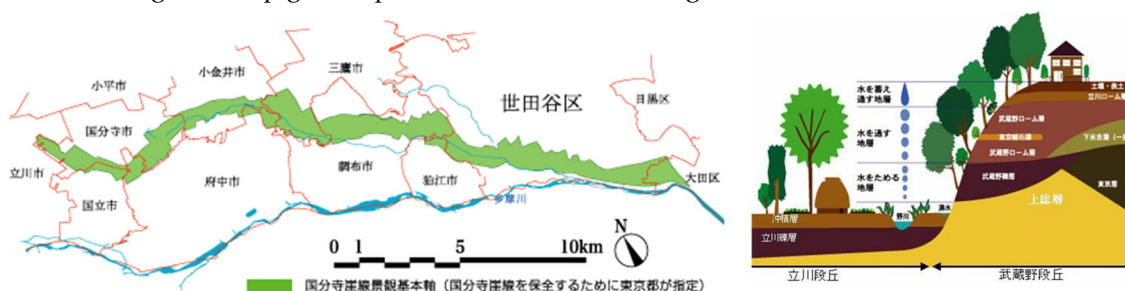 小平市
小金井市
三鷹市
世田谷区
目黒区
国分寺市
立川市
国立市
府中市
調布市
狛江市
大田区
多摩川
N
0 1 5 10km
国分寺崖線景観基本軸（国分寺崖線を保全するために東京都が指定）
水を蓄え
通す地層
水を通す
地層
水をためる
地層
土壌・表土
立川ローム層
武蔵野ローム層
東京軽石層
武蔵野ローム層
武蔵野礫層
東京層
上総層
沖積層
立川礫層
野川
湧水
立川段丘
武蔵野段丘